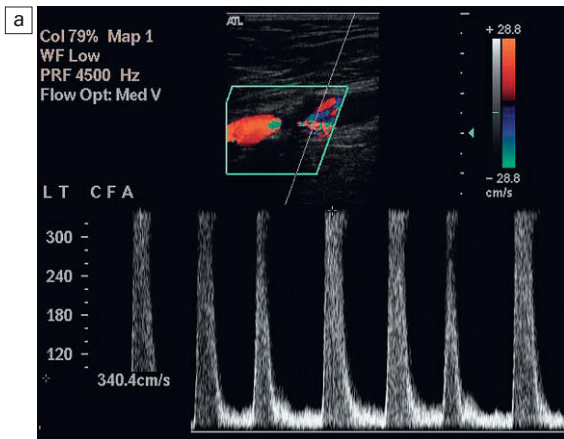 a
Col 79% Map 1
WF Low
PRF 4500 Hz
Flow Opt: Med V
ATL
+ 28.8
- 28.8
cm/s
LT CFA
300
240
180
120
340.4cm/s